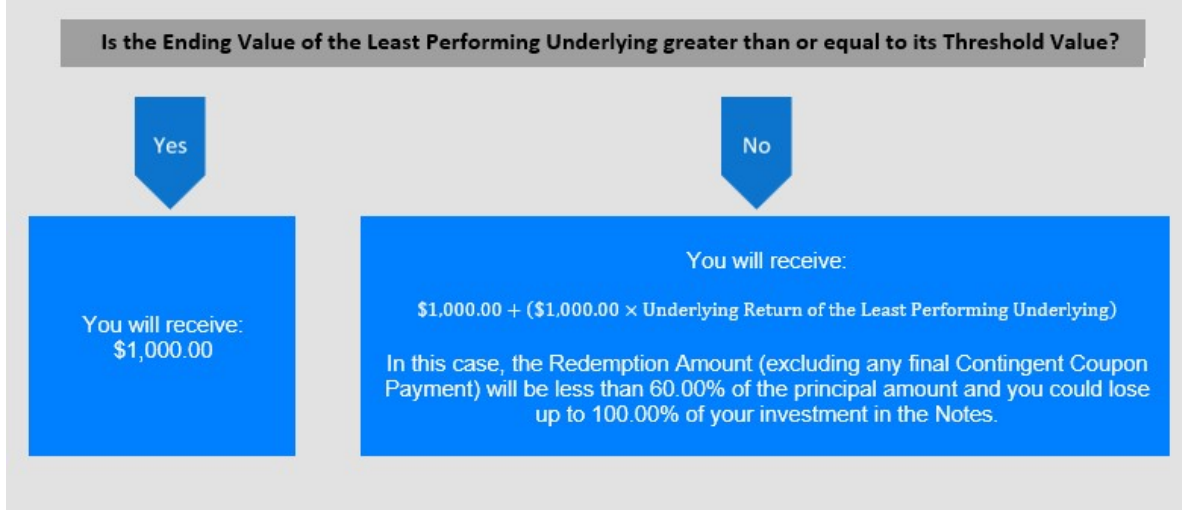 Is the Ending Value of the Least Performing Underlying greater than or equal to its Threshold Value?
Yes
No
You will receive:
$1,000.00
You will receive:
$1,000.00 + ($1,000.00 × Underlying Return of the Least Performing Underlying)
In this case, the Redemption Amount (excluding any final Contingent Coupon
Payment) will be less than 60.00% of the principal amount and you could lose
up to 100.00% of your investment in the Notes.